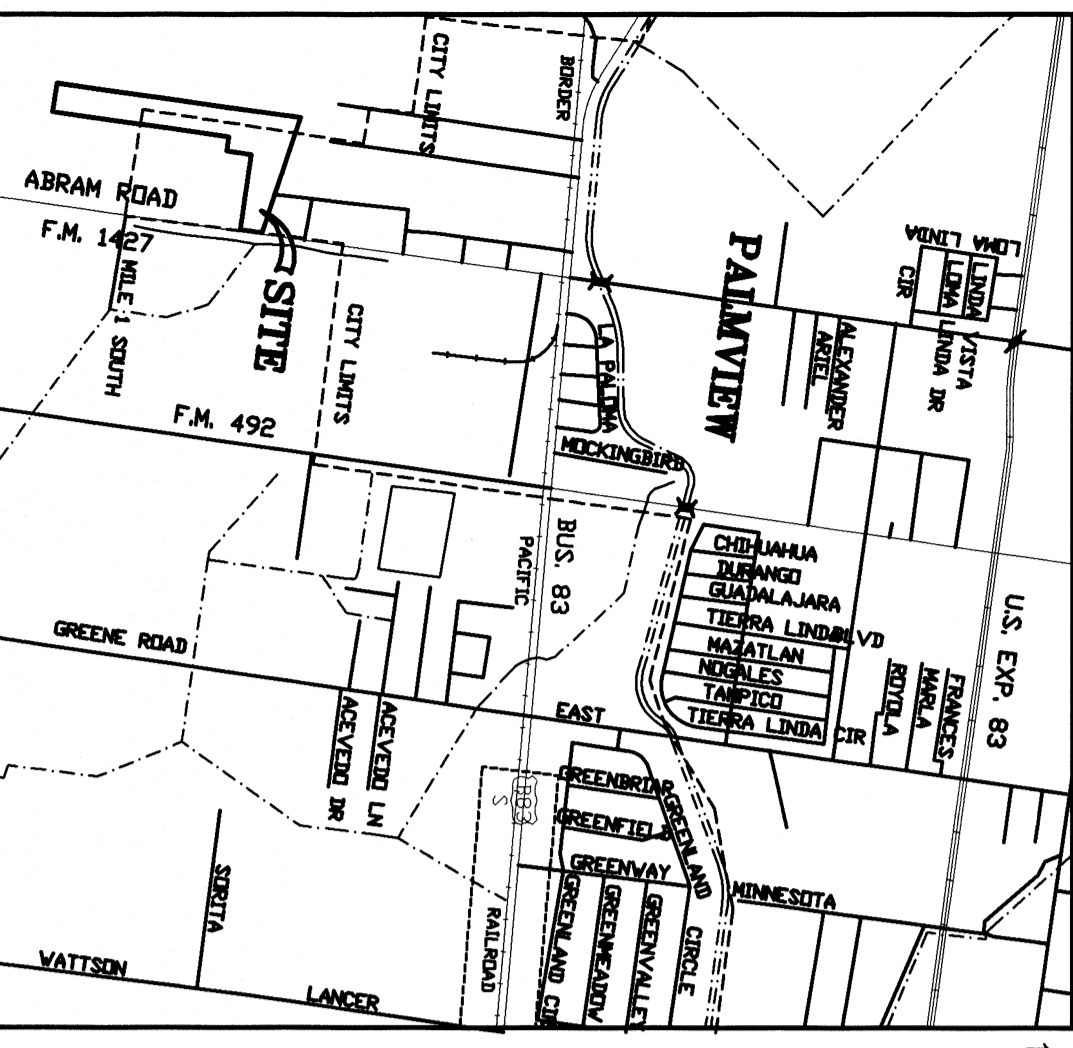 CITY LIMITS
BORDER
ABRAM ROAD
F.M. 1427
MILE 1 SOUTH
SITE
CITY LIMITS
F.M. 492
PALMVIEW
LOMA LINDA
LINDA VISTA
LOMA LINDA DR
CIR
ALEXANDER
ARIEL
LA PALOMA
MOCKINGBIRD
BUS. 83
PACIFIC
CHIHUAHUA
DURANGO
GUADALAJARA
TIERRA LINDA BLVD
MAZATLAN
NOGALES
TAMPICO
TIERRA LINDA CIR
U.S. EXP. 83
FRANCES
MARLA
ROYOLA
GREENE ROAD
EAST
ACEVEDO LN
ACEVEDO DR
GREENBRIAR
GREENFIELD
GREENLAND
GREENWAY
MINNESOTA
B83
S
RAILROAD
GREENLAND CIR
GREENMEADOW
GREENVALLEY
CIRCLE
SORITA
WATTSON
LANCER